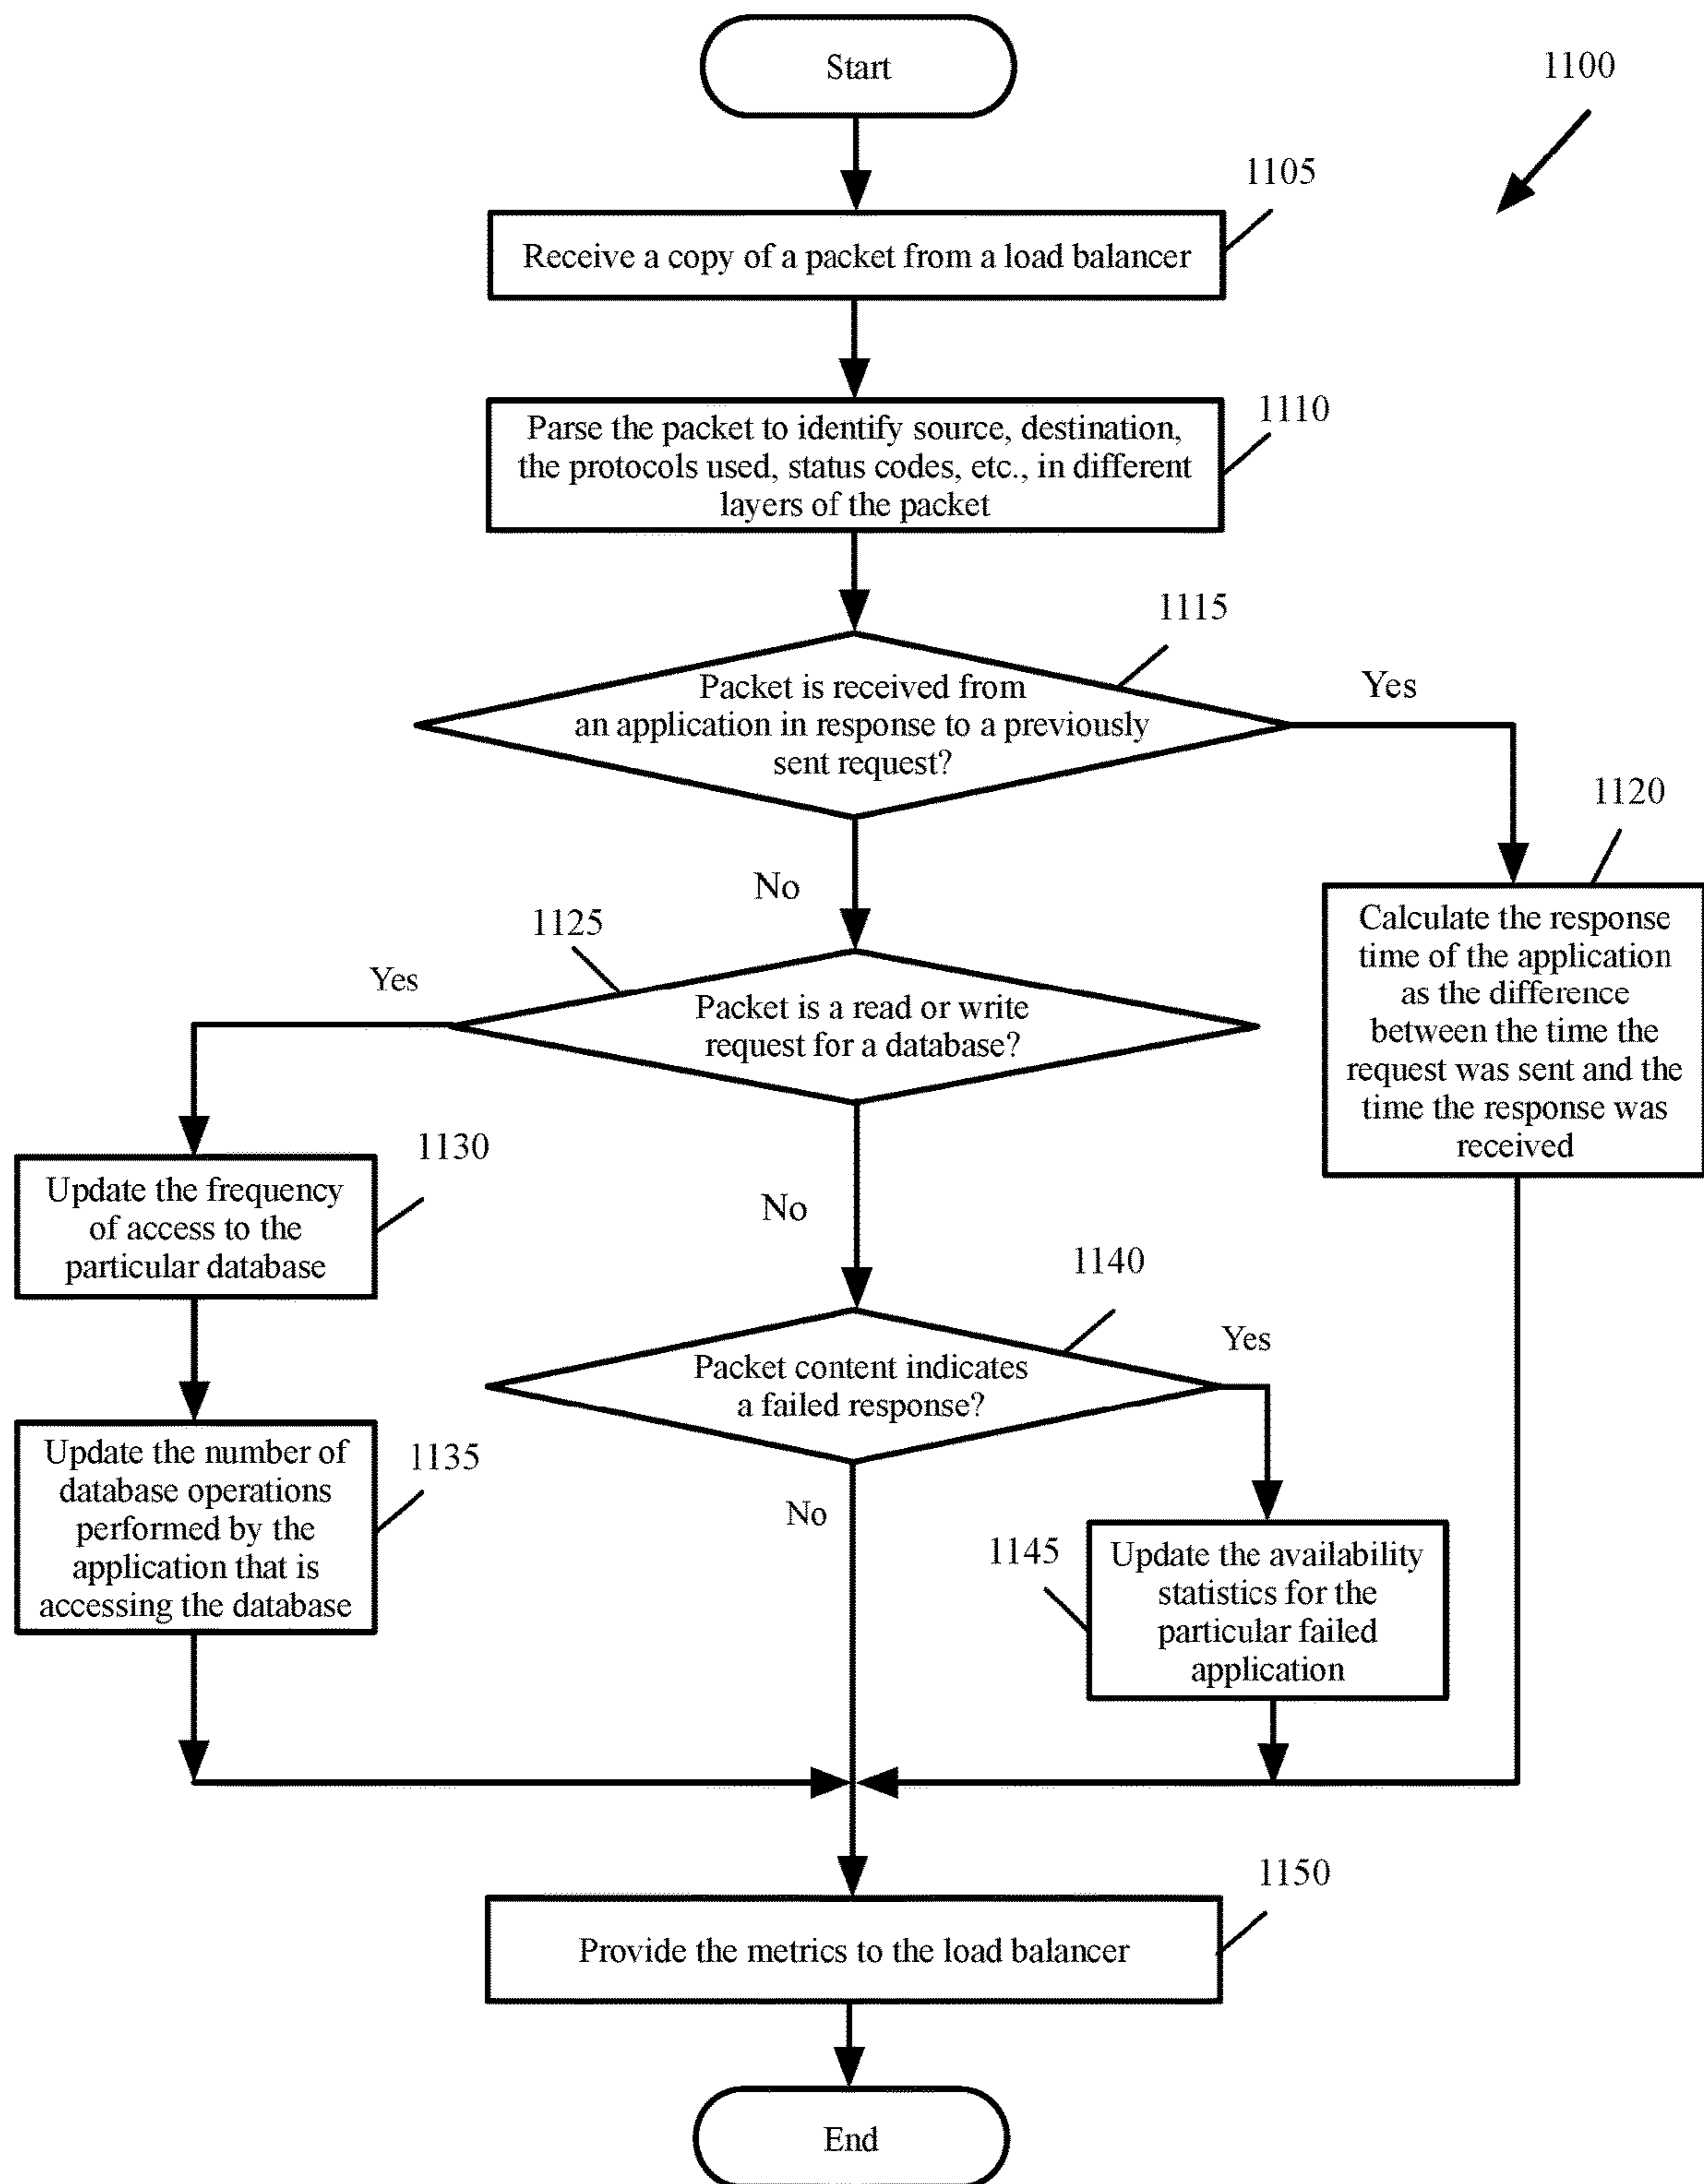 Start
1100
1105
Receive a copy of a packet from a load balancer
1110
Parse the packet to identify source, destination,
the protocols used, status codes, etc., in different
layers of the packet
1115
Packet is received from
an application in response to a previously
sent request?
Yes
1120
Calculate the response
time of the application
as the difference
between the time the
request was sent and the
time the response was
received
No
1125
Yes
Packet is a read or write
request for a database?
1130
Update the frequency
of access to the
particular database
No
1140
Packet content indicates
a failed response?
Yes
1135
Update the number of
database operations
performed by the
application that is
accessing the database
No
1145
Update the availability
statistics for the
particular failed
application
1150
Provide the metrics to the load balancer
End